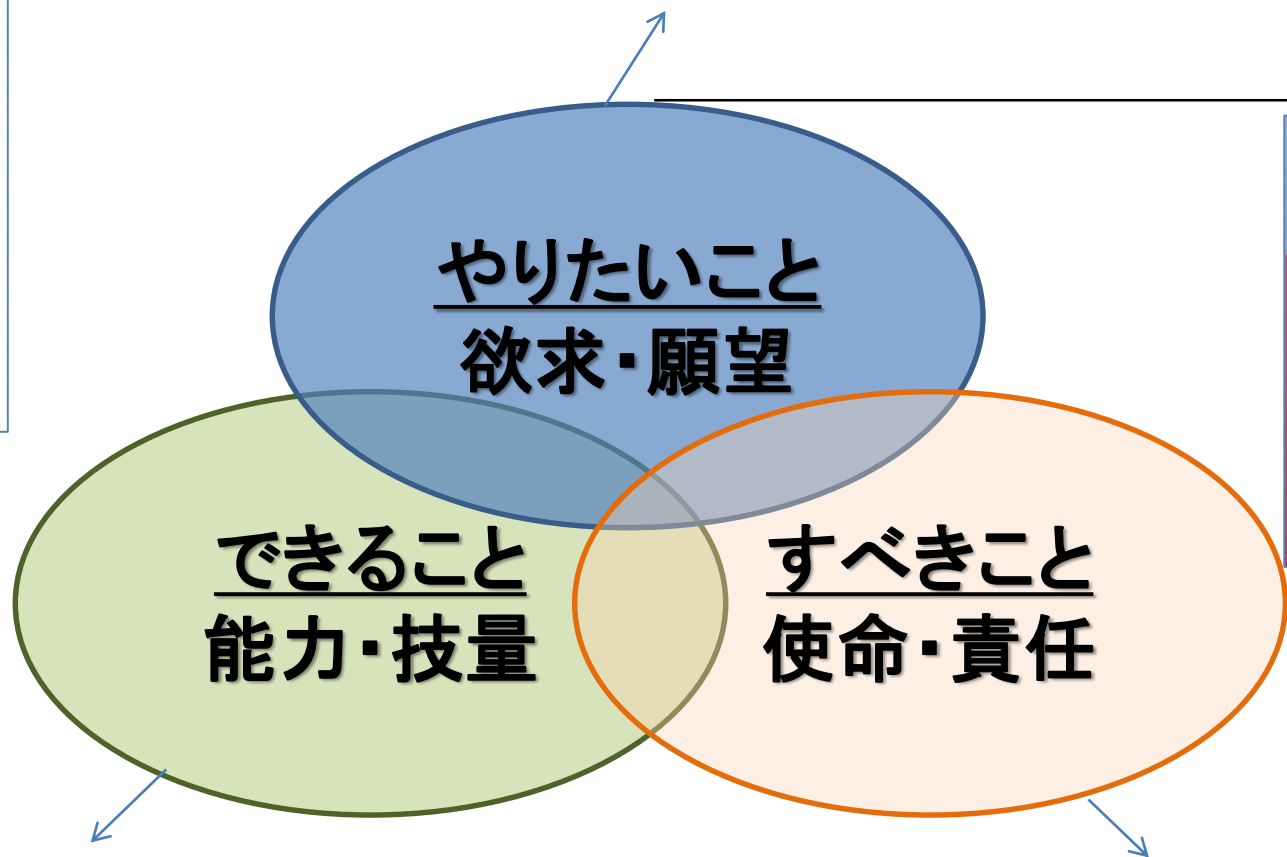 やりたいこと
欲求・願望
できること
能力・技量
すべきこと
使命・責任